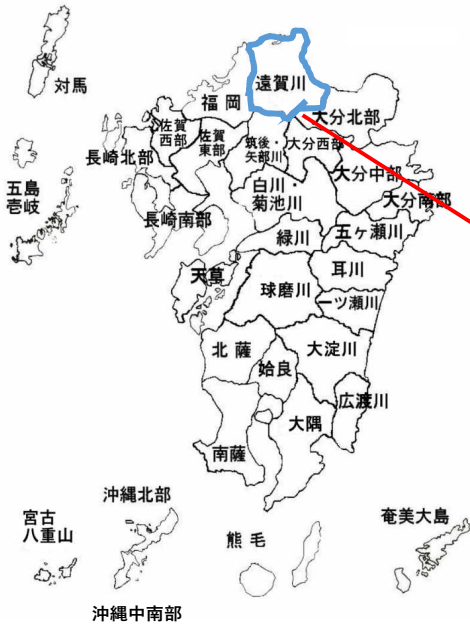 対馬
遠賀川
福岡
大分北部
佐賀
西部
佐賀
東部
筑後・
矢部川
大分西部
長崎北部
大分中部
五島
壱岐
白川・
菊池川
大分南部
長崎南部
五ヶ瀬川
緑川
天草
耳川
球磨川
一ツ瀬川
北薩
大淀川
姶良
広渡川
大隅
南薩
沖縄北部
宮古
八重山
熊毛
奄美大島
沖縄中南部